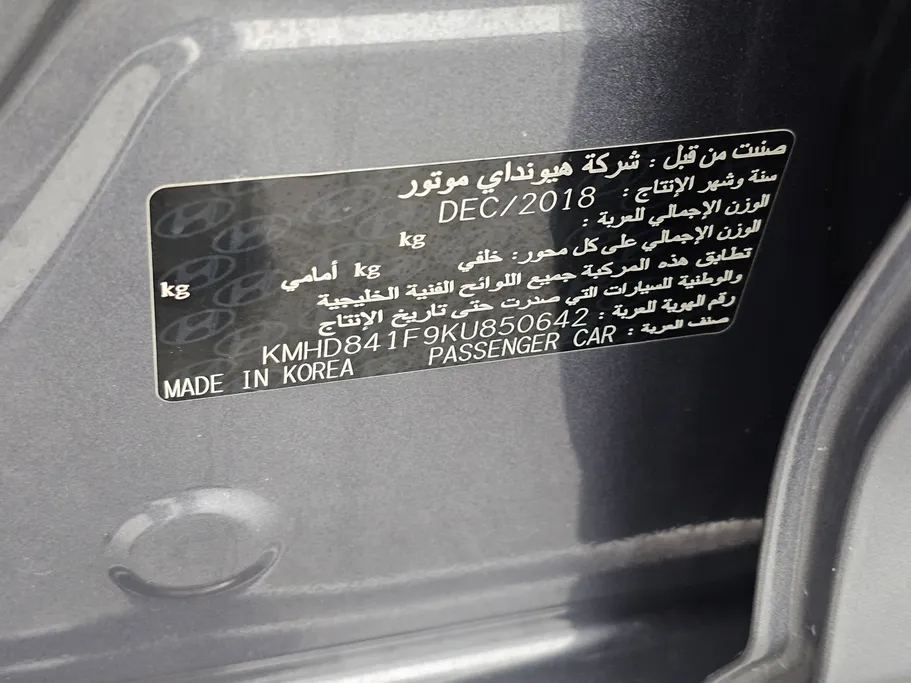 صنعت من قبل : شركة هيونداي موتور
سنة وشهر الإنتاج : DEC/2018
الوزن الإجمالي للعربة : kg
الوزن الإجمالي على كل محور: خلفي kg أمامي kg
تطابق هذه المركبة جميع اللوائح الفنية الخليجية
والوطنية للسيارات التي صدرت حتى تاريخ الإنتاج
رقم الهوية للعربة : KMHD841F9KU850642
صنف العربة : PASSENGER CAR
MADE IN KOREA